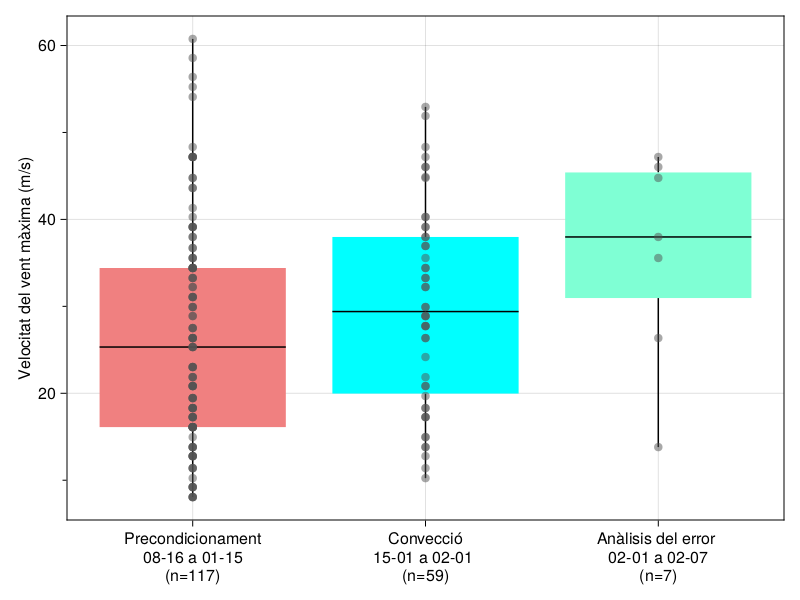 Velocitat del vent màxima (m/s)
60
40
20
Precondicionament
08-16 a 01-15
(n=117)
Convecció
15-01 a 02-01
(n=59)
Anàlisis del error
02-01 a 02-07
(n=7)